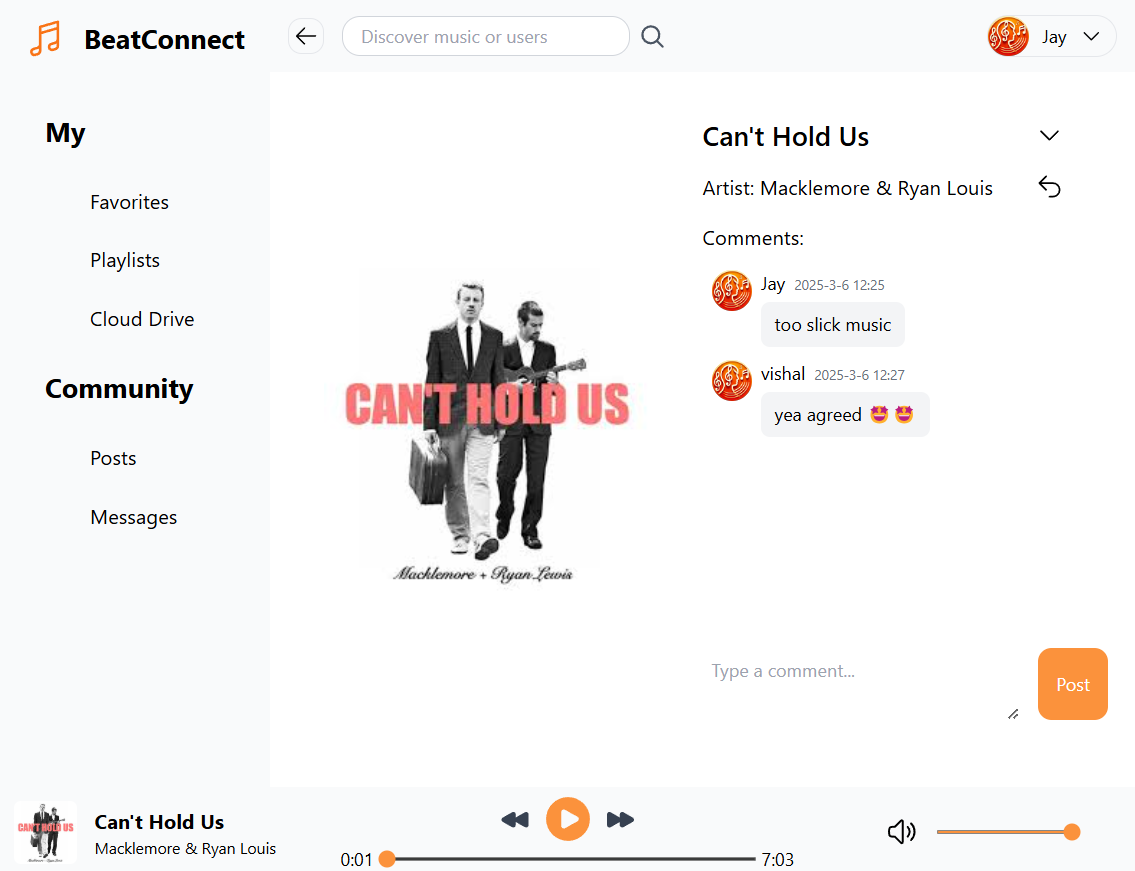 BeatConnect
Discover music or users
Jay
My
Favorites
Playlists
Cloud Drive
Community
Posts
Messages
CAN'T HOLD US
Macklemore + Ryan Lewis
Can't Hold Us
Artist: Macklemore & Ryan Louis
Comments:
Jay 2025-3-6 12:25
too slick music
vishal 2025-3-6 12:27
yea agreed 🤩 🤩
Type a comment...
Post
CAN'T HOLD US
Can't Hold Us
Macklemore & Ryan Louis
0:01
7:03